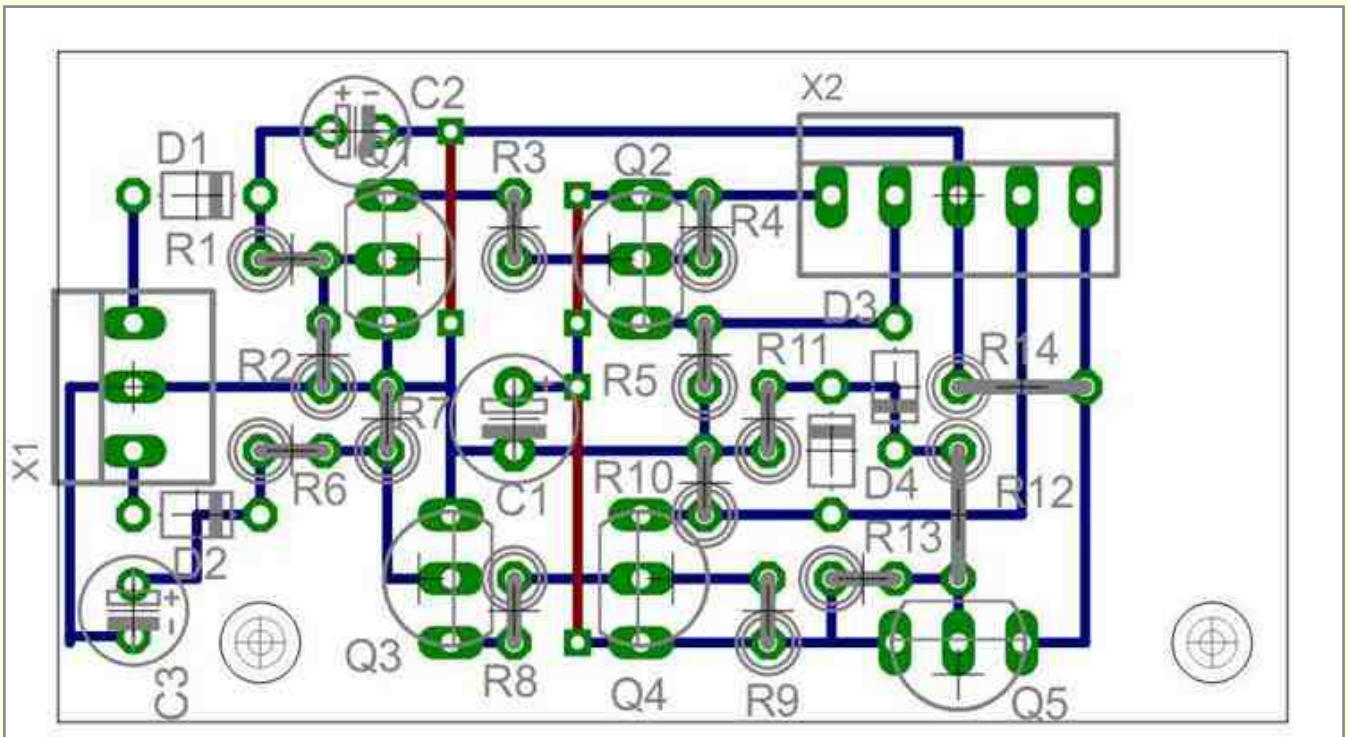 X2
C2
+ -
D1
Q1
R3
Q2
R4
R1
D3
R2
R11
R14
R5
+
R7
X1
R6
C1
R10
D4
R12
D2
R13
+
-
C3
Q3
R8
Q4
R9
Q5